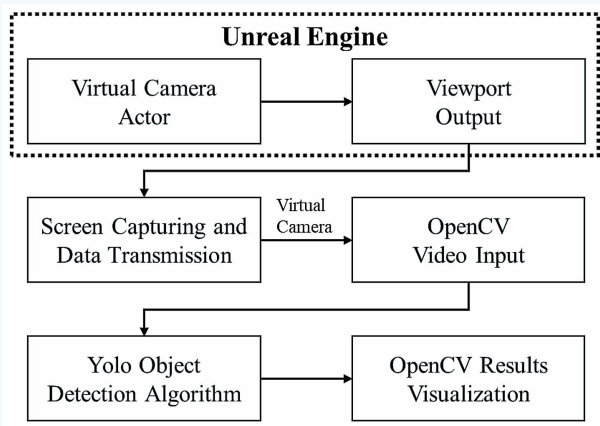 Unreal Engine
Virtual Camera
Actor
Viewport
Output
Screen Capturing and
Data Transmission
Virtual
Camera
OpenCV
Video Input
Yolo Object
Detection Algorithm
OpenCV Results
Visualization